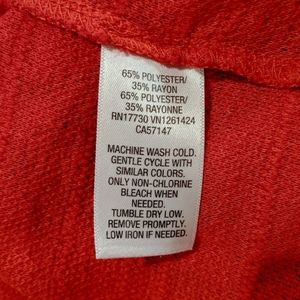 65% POLYESTER/
35% RAYON
65% POLYESTER/
35% RAYONNE
RN17730 VN1261424
CA57147
MACHINE WASH COLD.
GENTLE CYCLE WITH
SIMILAR COLORS.
ONLY NON-CHLORINE
BLEACH WHEN
NEEDED.
TUMBLE DRY LOW.
REMOVE PROMPTLY.
LOW IRON IF NEEDED.